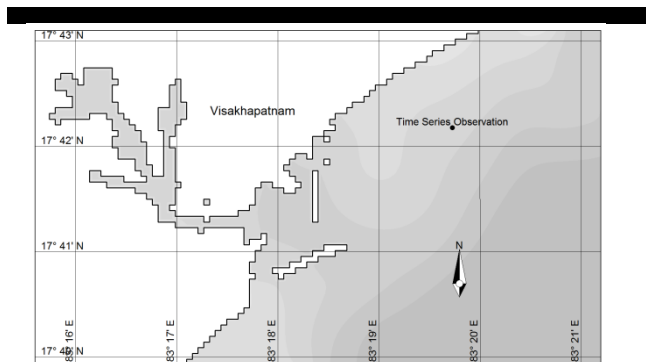 17° 43' N
Visakhapatnam
Time Series Observation
17° 42' N
17° 41' N
N
17° 40' N
83° 16' E
83° 17' E
83° 18' E
83° 19' E
83° 20' E
83° 21' E